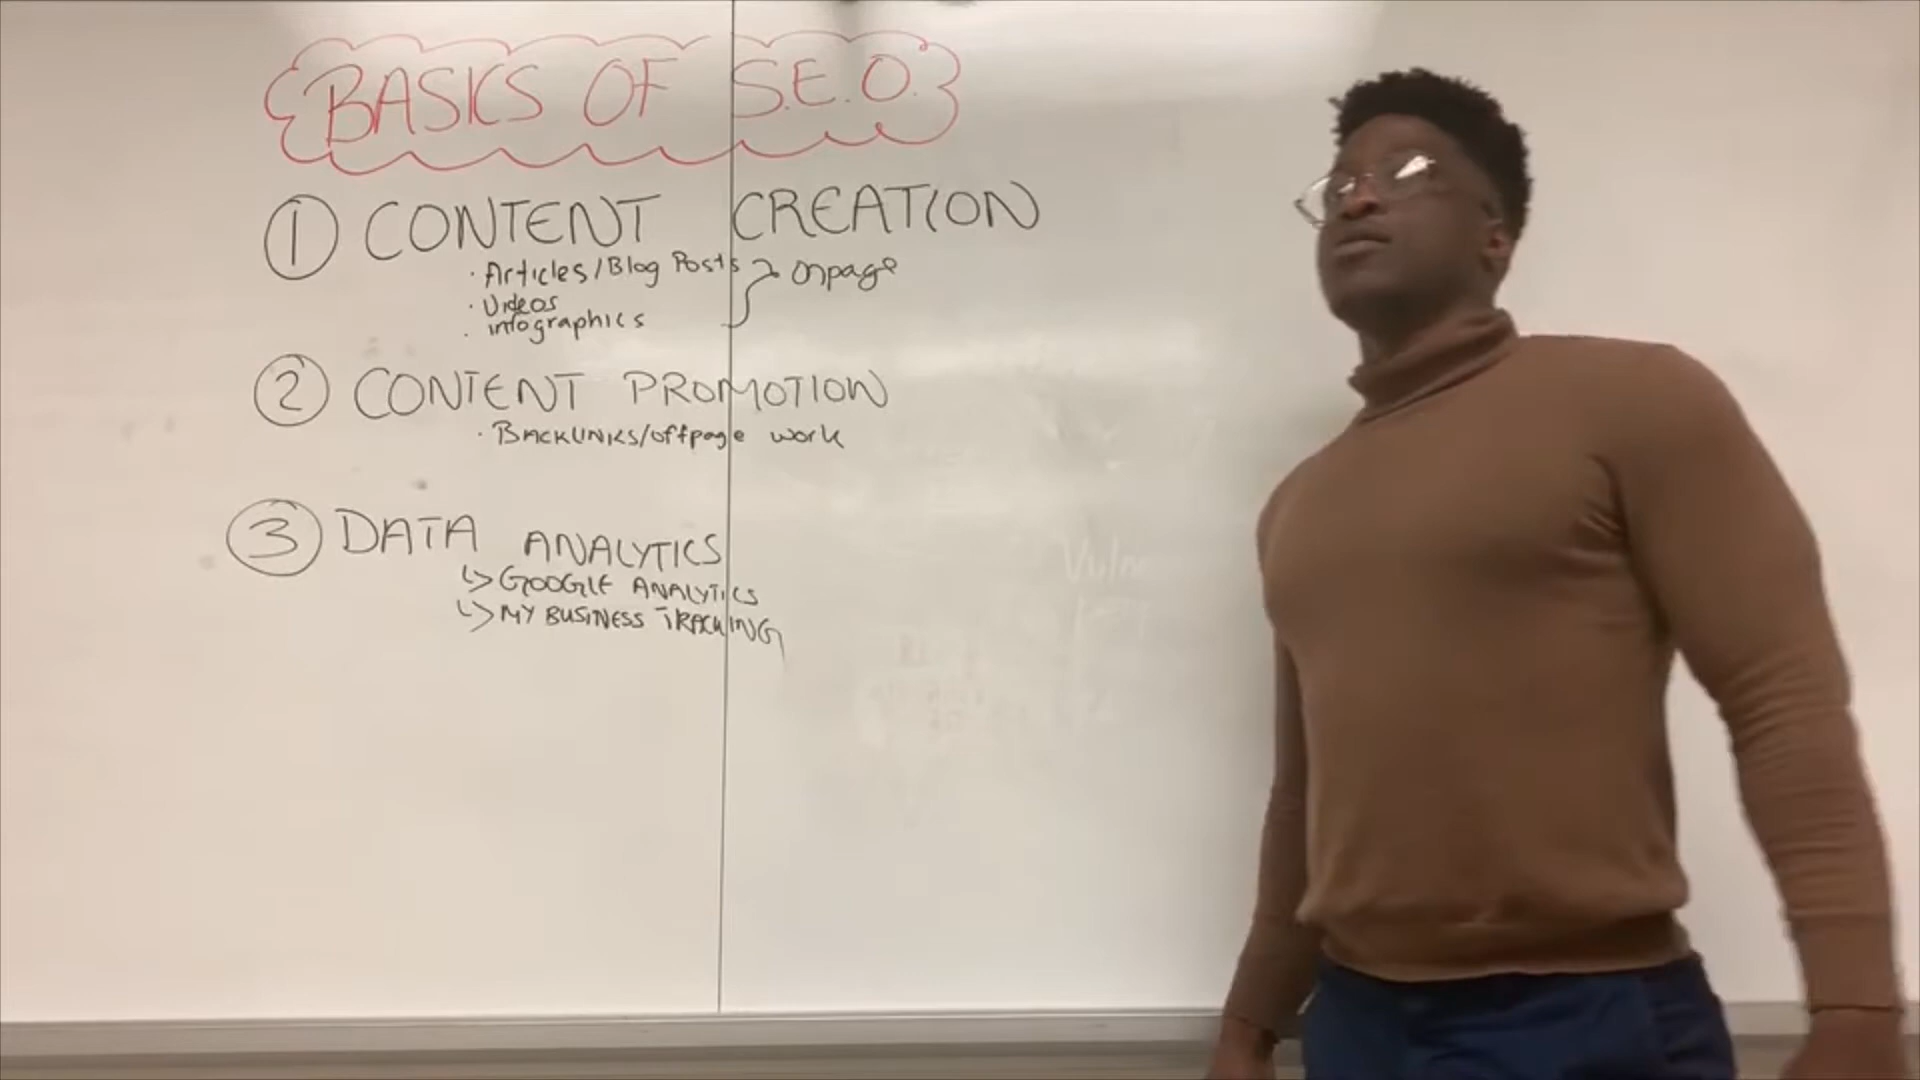 BASICS OF S.E.O.
1 CONTENT CREATION
· Articles/Blog Posts } onpage
· Videos
· infographics
2 CONTENT PROMOTION
· BACKLINKS/offpage work
3 DATA ANALYTICS
↳ GOOGLE ANALYTICS
↳ MY BUSINESS TRACKING